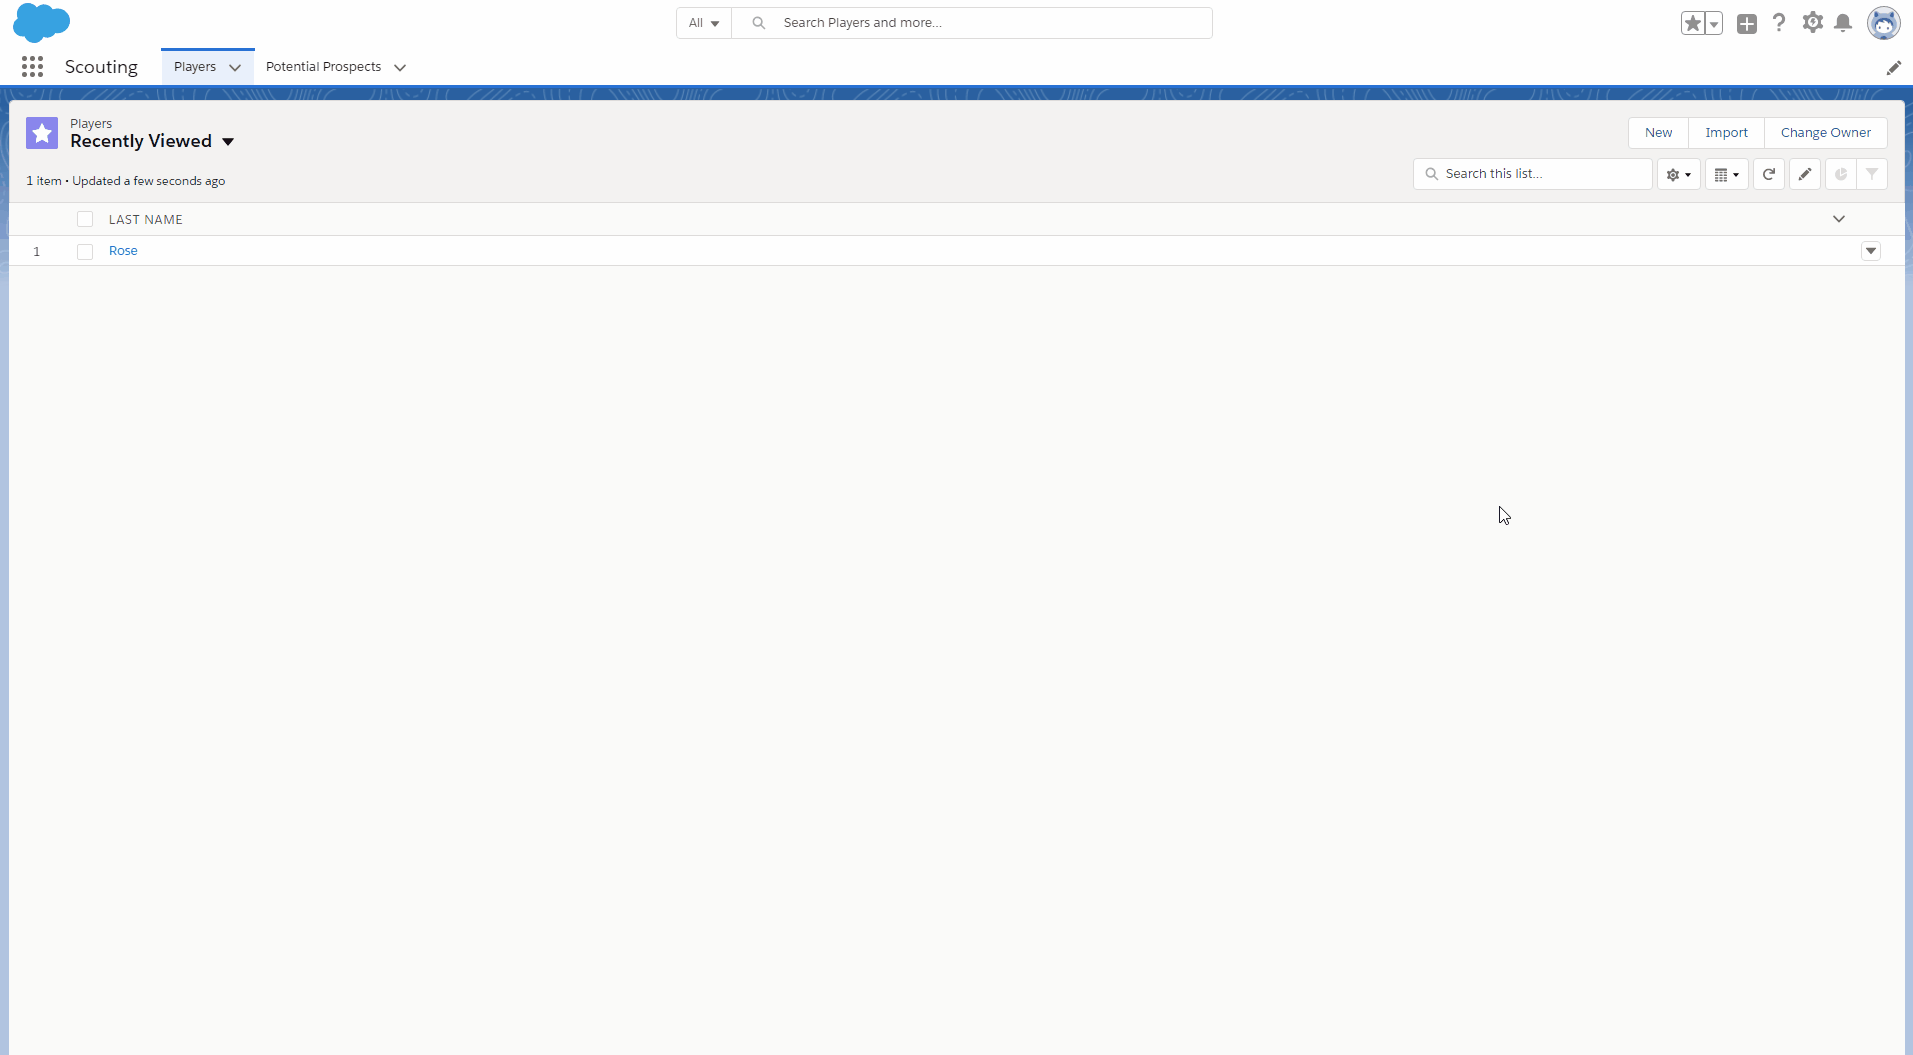 All
Search Players and more...
Scouting
Players
Potential Prospects
Players
Recently Viewed
New
Import
Change Owner
1 item • Updated a few seconds ago
Search this list...
LAST NAME
1
Rose